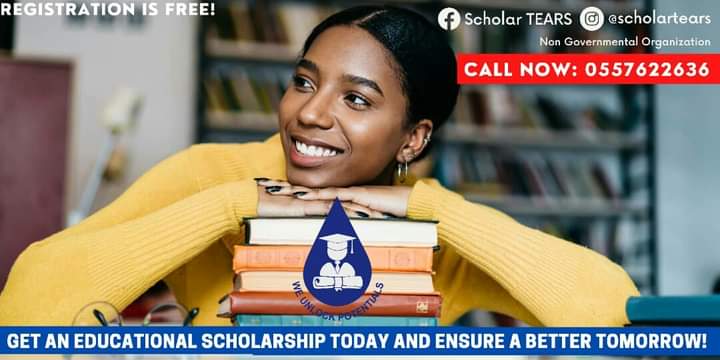 REGISTRATION IS FREE!
Scholar TEARS @scholartears
Non Governmental Organization
CALL NOW: 0557622636
WE UNLOCK POTENTIALS
GET AN EDUCATIONAL SCHOLARSHIP TODAY AND ENSURE A BETTER TOMORROW!